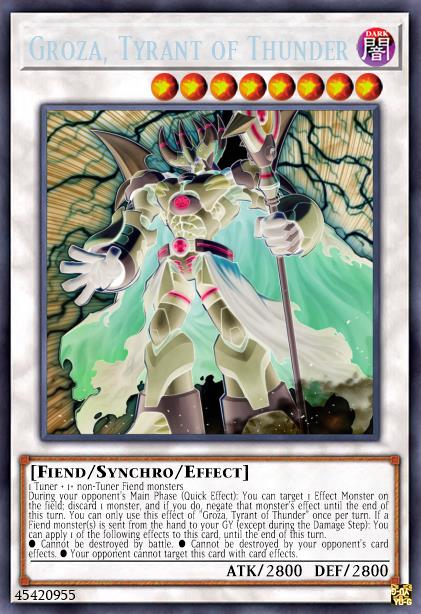 Groza, Tyrant of Thunder
DARK
闇
[Fiend/Synchro/Effect]
1 Tuner + 1+ non-Tuner Fiend monsters
During your opponent's Main Phase (Quick Effect): You can target 1 Effect Monster on
the field; discard 1 monster, and if you do, negate that monster's effect until the end of
this turn. You can only use this effect of "Groza, Tyrant of Thunder" once per turn. If a
Fiend monster(s) is sent from the hand to your GY (except during the Damage Step): You
can apply 1 of the following effects to this card, until the end of this turn.
● Cannot be destroyed by battle. ● Cannot be destroyed by your opponent's card
effects. ● Your opponent cannot target this card with card effects.
ATK/2800 DEF/2800
45420955